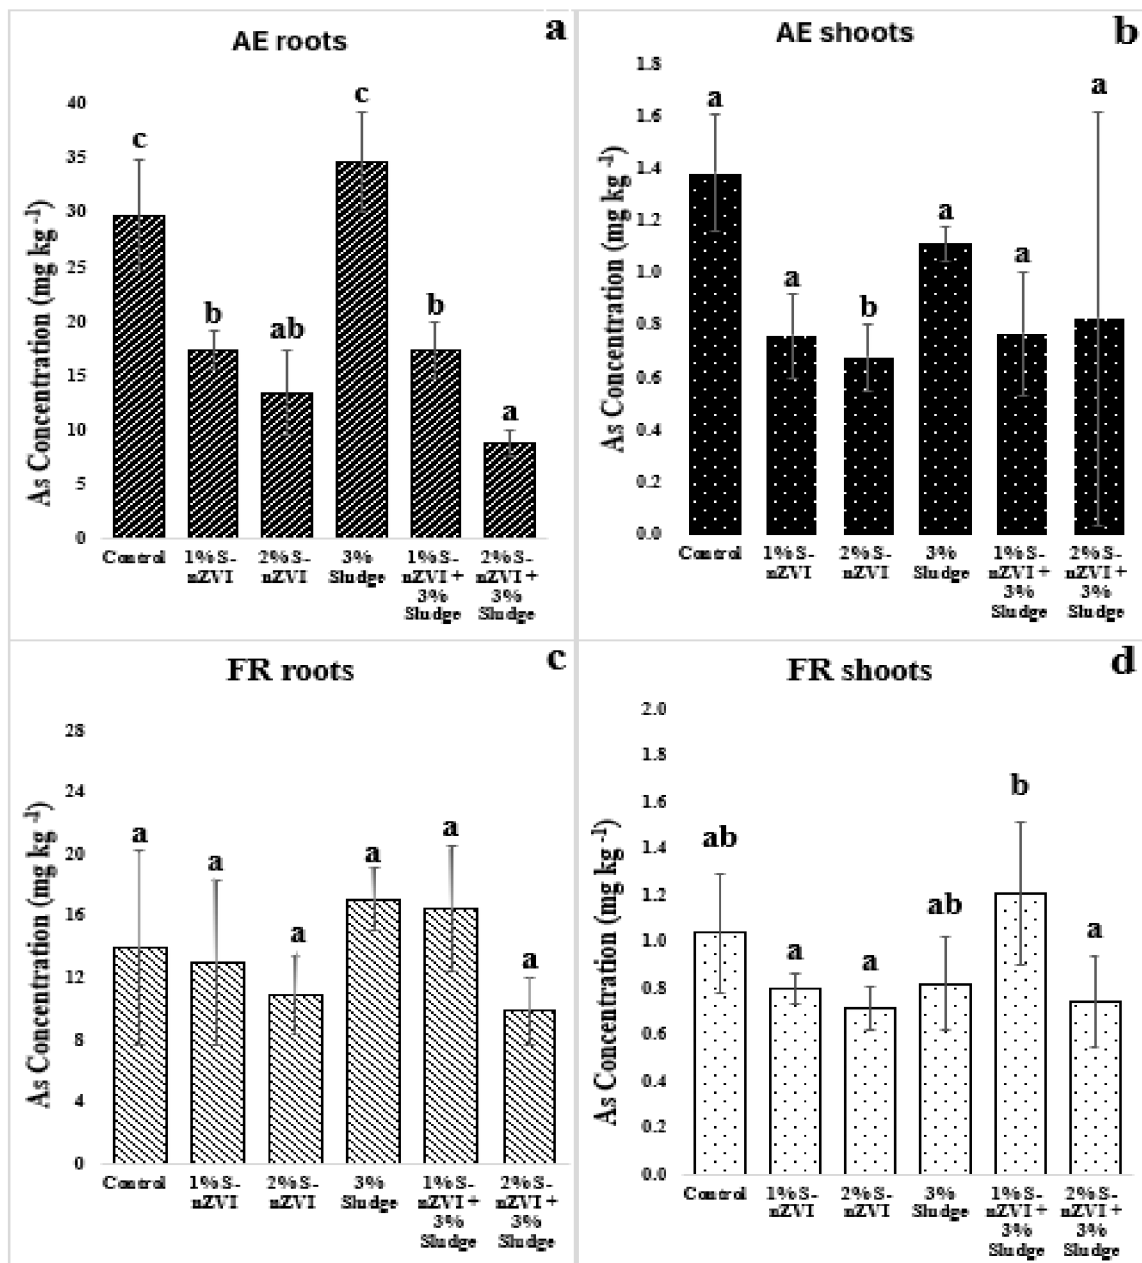 AE roots
a
As Concentration (mg kg -1)
40
35
30
25
20
15
10
5
0
c
b
ab
c
b
a
Control
1% S-
nZVI
2% S-
nZVI
3%
Sludge
1% S-
nZVI +
3%
Sludge
2% S-
nZVI +
3%
Sludge
AE shoots
b
As Concentration (mg kg -1)
1.8
1.6
1.4
1.2
1.0
0.8
0.6
0.4
0.2
0.0
a
a
b
a
a
a
Control
1% S-
nZVI
2% S-
nZVI
3%
Sludge
1% S-
nZVI +
3%
Sludge
2% S-
nZVI +
3%
Sludge
FR roots
c
As Concentration (mg kg -1)
28
24
20
16
12
8
4
0
a
a
a
a
a
a
Control
1% S-
nZVI
2% S-
nZVI
3%
Sludge
1% S-
nZVI +
3%
Sludge
2% S-
nZVI +
3%
Sludge
FR shoots
d
As Concentration (mg kg -1)
2.0
1.8
1.6
1.4
1.2
1.0
0.8
0.6
0.4
0.2
0.0
ab
a
a
ab
b
a
Control
1% S-
nZVI
2% S-
nZVI
3%
Sludge
1% S-
nZVI +
3%
Sludge
2% S-
nZVI +
3%
Sludge